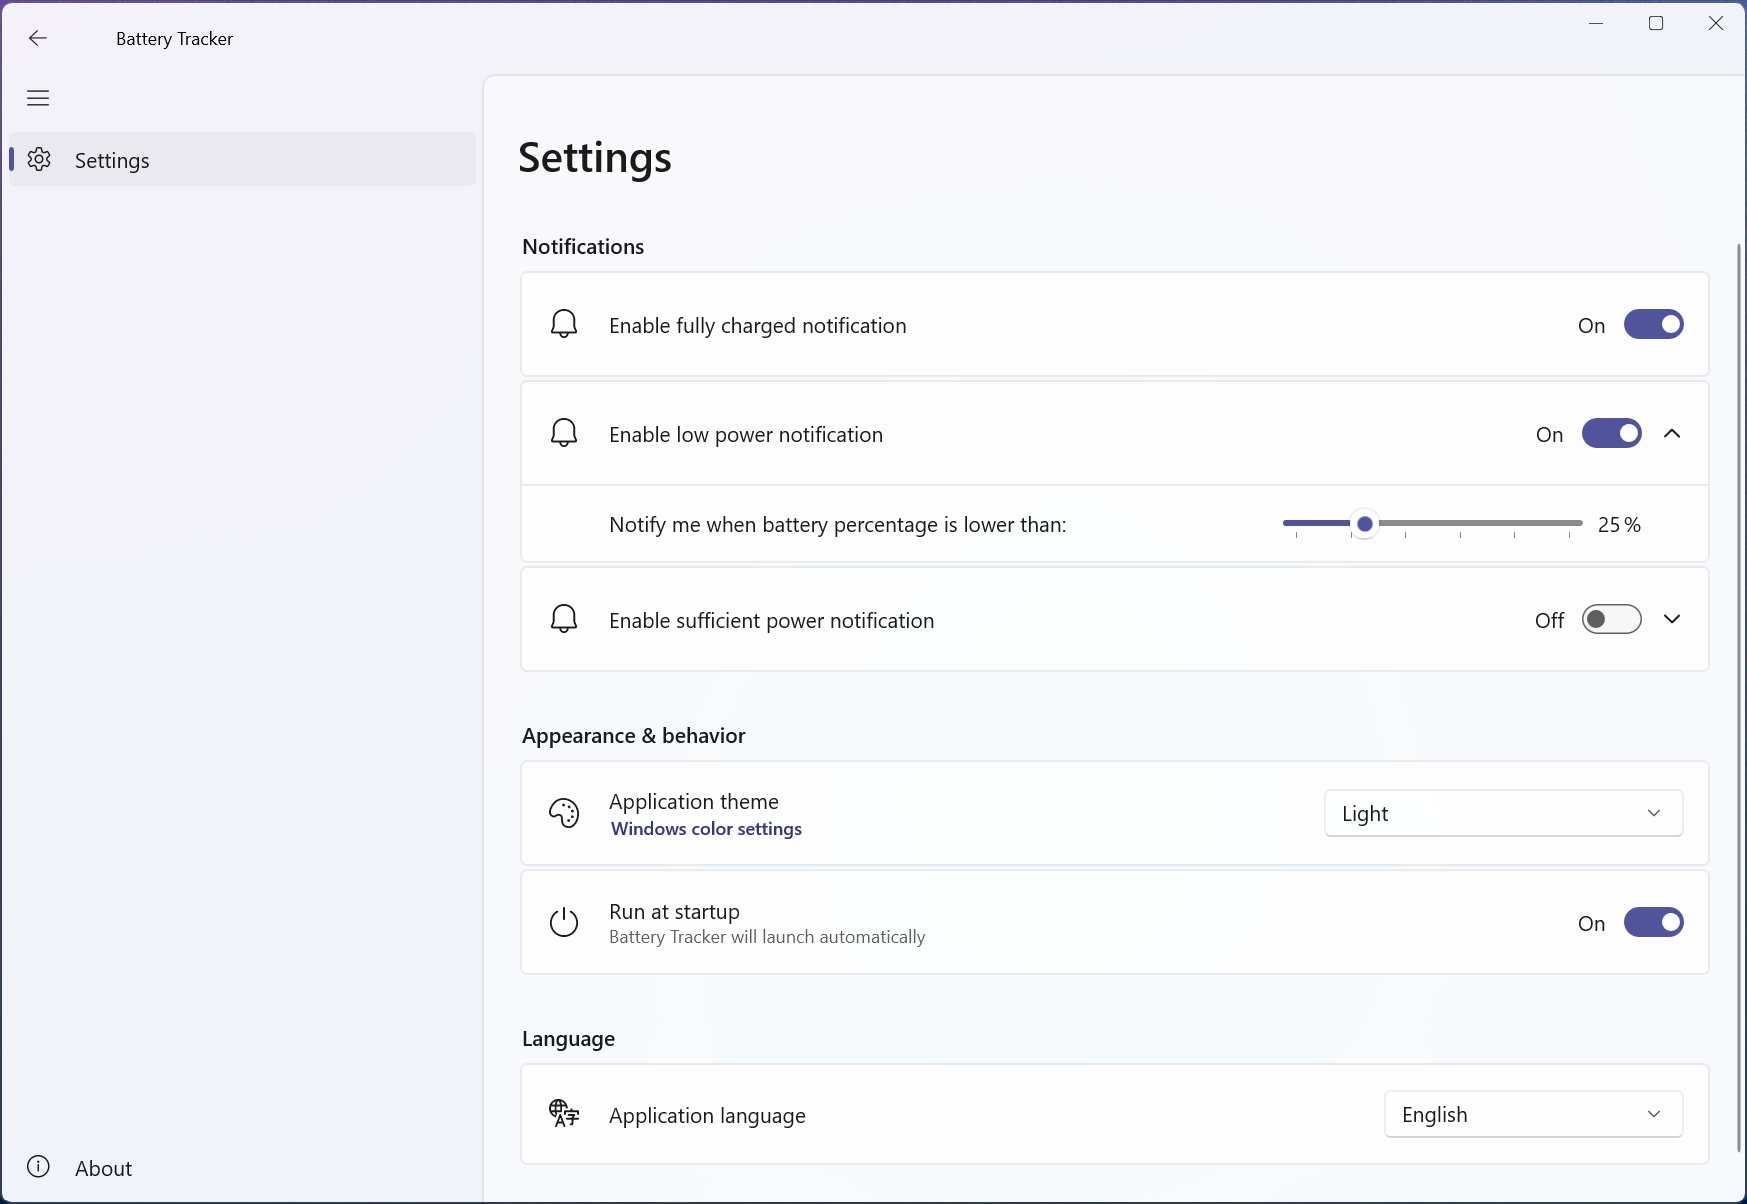 Battery Tracker
Settings
Settings
Notifications
Enable fully charged notification
On
Enable low power notification
On
Notify me when battery percentage is lower than:
25 %
Enable sufficient power notification
Off
Appearance & behavior
Application theme
Windows color settings
Light
Run at startup
Battery Tracker will launch automatically
On
Language
Application language
English
About